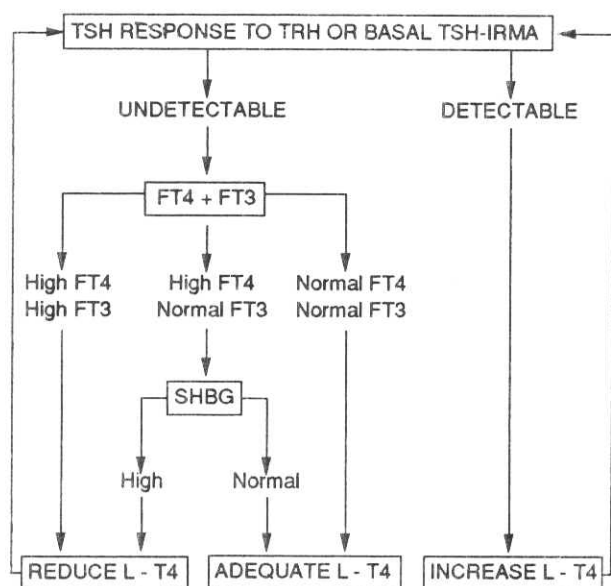 TSH RESPONSE TO TRH OR BASAL TSH-IRMA
UNDETECTABLE
DETECTABLE
FT4 + FT3
High FT4
High FT3
High FT4
Normal FT3
Normal FT4
Normal FT3
SHBG
High
Normal
REDUCE L - T4
ADEQUATE L - T4
INCREASE L - T4